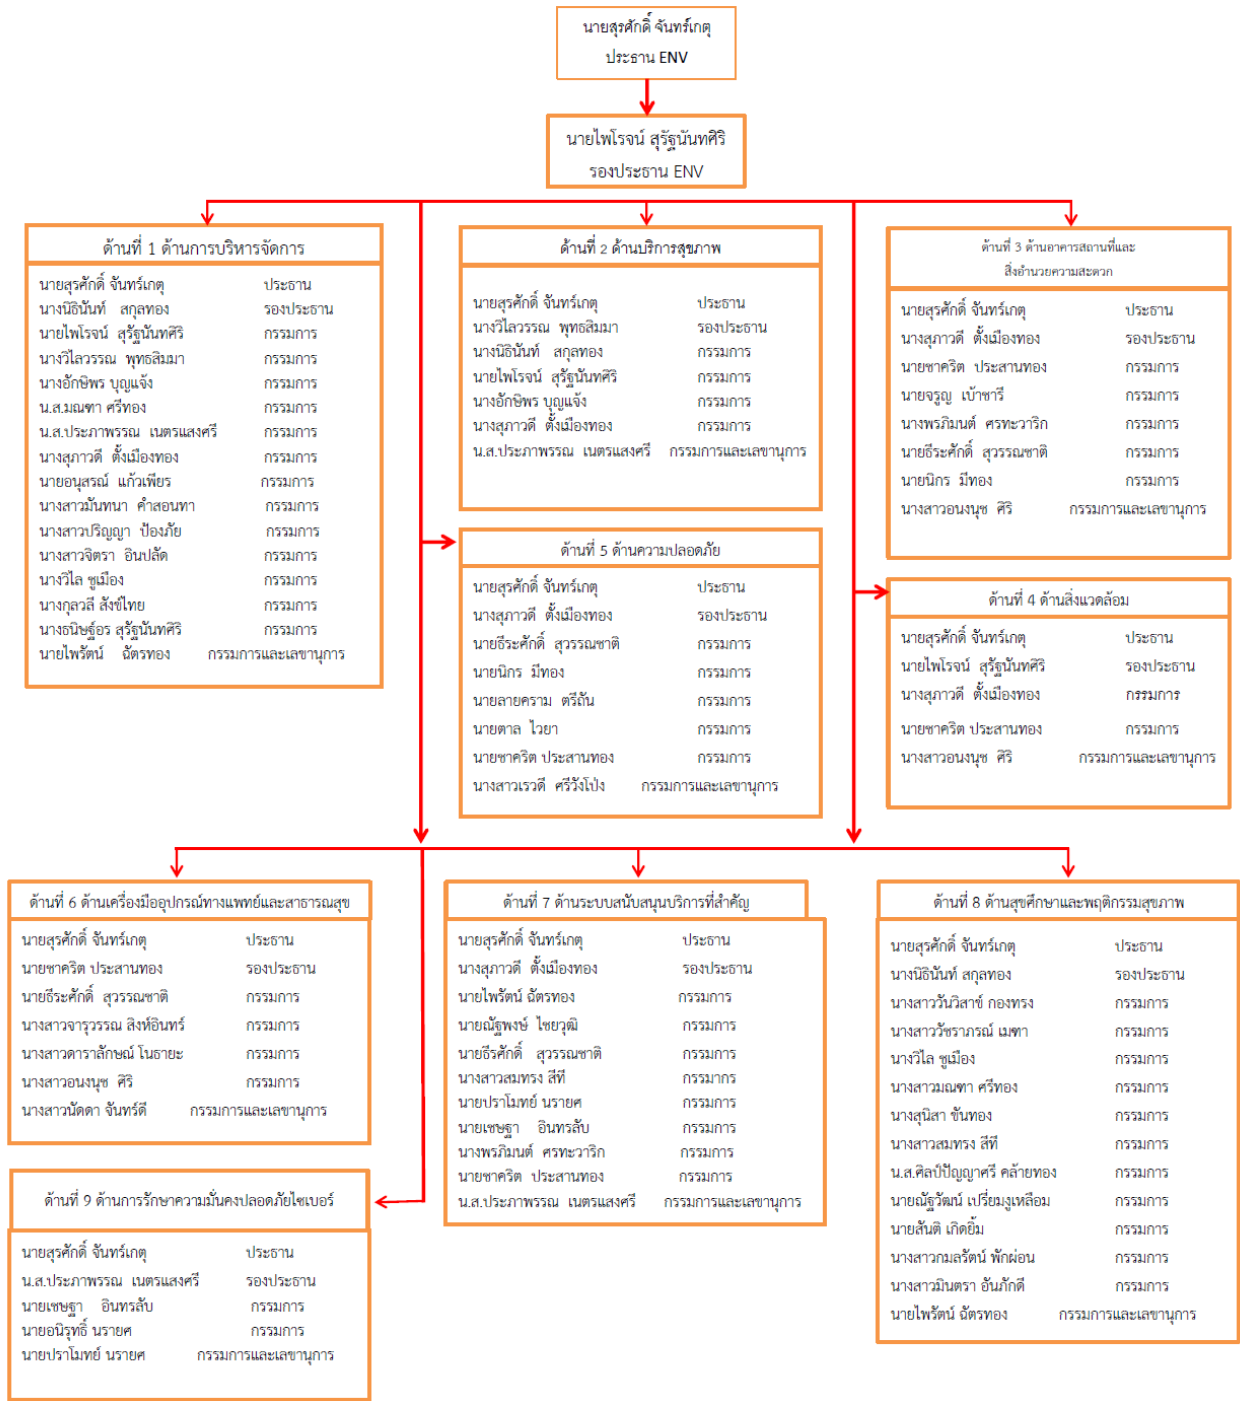 นายสุรศักดิ์ จันทร์เกตุ
ประธาน ENV
นายไพโรจน์ สุรัฐนันทศิริ
รองประธาน ENV
ด้านที่ 1 ด้านการบริหารจัดการ
นายสุรศักดิ์ จันทร์เกตุ ประธาน
นางนิธินันท์ สกุลทอง รองประธาน
นายไพโรจน์ สุรัฐนันทศิริ กรรมการ
นางวิไลวรรณ พุทธสิมมา กรรมการ
นางอักษิพร บุญแจ้ง กรรมการ
น.ส.มณฑา ศรีทอง กรรมการ
น.ส.ประภาพรรณ เนตรแสงศรี กรรมการ
นางสุภาวดี ตั้งเมืองทอง กรรมการ
นายอนุสรณ์ แก้วเพียร กรรมการ
นางสาวมันทนา คำสอนทา กรรมการ
นางสาวปริญญา ป้องภัย กรรมการ
นางสาวจิตรา อินปลัด กรรมการ
นางวิไล ชูเมือง กรรมการ
นางกุลวลี สังข์ไทย กรรมการ
นางธนิษฐ์อร สุรัฐนันทศิริ กรรมการ
นายไพรัตน์ ฉัตรทอง กรรมการและเลขานุการ
ด้านที่ 2 ด้านบริการสุขภาพ
นายสุรศักดิ์ จันทร์เกตุ ประธาน
นางวิไลวรรณ พุทธสิมมา รองประธาน
นางนิธินันท์ สกุลทอง กรรมการ
นายไพโรจน์ สุรัฐนันทศิริ กรรมการ
นางอักษิพร บุญแจ้ง กรรมการ
นางสุภาวดี ตั้งเมืองทอง กรรมการ
น.ส.ประภาพรรณ เนตรแสงศรี กรรมการและเลขานุการ
ด้านที่ 3 ด้านอาคารสถานที่และ
สิ่งอำนวยความสะดวก
นายสุรศักดิ์ จันทร์เกตุ ประธาน
นางสุภาวดี ตั้งเมืองทอง รองประธาน
นายชาคริต ประสานทอง กรรมการ
นายจรูญ เบ้าชารี กรรมการ
นางพรภิมนต์ ศรทะวาริก กรรมการ
นายธีระศักดิ์ สุวรรณชาติ กรรมการ
นายนิกร มีทอง กรรมการ
นางสาวอนงนุช ศิริ กรรมการและเลขานุการ
ด้านที่ 4 ด้านสิ่งแวดล้อม
นายสุรศักดิ์ จันทร์เกตุ ประธาน
นายไพโรจน์ สุรัฐนันทศิริ รองประธาน
นางสุภาวดี ตั้งเมืองทอง กรรมการ
นายชาคริต ประสานทอง กรรมการ
นางสาวอนงนุช ศิริ กรรมการและเลขานุการ
ด้านที่ 5 ด้านความปลอดภัย
นายสุรศักดิ์ จันทร์เกตุ ประธาน
นางสุภาวดี ตั้งเมืองทอง รองประธาน
นายธีระศักดิ์ สุวรรณชาติ กรรมการ
นายนิกร มีทอง กรรมการ
นายลายคราม ตรีถัน กรรมการ
นายตาล ไวยา กรรมการ
นายชาคริต ประสานทอง กรรมการ
นางสาวเรวดี ศรีวังโป่ง กรรมการและเลขานุการ
ด้านที่ 6 ด้านเครื่องมืออุปกรณ์ทางแพทย์และสาธารณสุข
นายสุรศักดิ์ จันทร์เกตุ ประธาน
นายชาคริต ประสานทอง รองประธาน
นายธีระศักดิ์ สุวรรณชาติ กรรมการ
นางสาวจารุวรรณ สิงห์อินทร์ กรรมการ
นางสาวดาราลักษณ์ โนธายะ กรรมการ
นางสาวอนงนุช ศิริ กรรมการ
นางสาวนัดดา จันทร์ดี กรรมการและเลขานุการ
ด้านที่ 7 ด้านระบบสนับสนุนบริการที่สำคัญ
นายสุรศักดิ์ จันทร์เกตุ ประธาน
นางสุภาวดี ตั้งเมืองทอง รองประธาน
นายไพรัตน์ ฉัตรทอง กรรมการ
นายณัฐพงษ์ ไชยวุฒิ กรรมการ
นายธีรศักดิ์ สุวรรณชาติ กรรมการ
นางสาวสมทรง สีที กรรมากร
นายปราโมทย์ นรายศ กรรมการ
นายเชษฐา อินทรลับ กรรมการ
นางพรภิมนต์ ศรทะวาริก กรรมการ
นายชาคริต ประสานทอง กรรมการ
น.ส.ประภาพรรณ เนตรแสงศรี กรรมการและเลขานุการ
ด้านที่ 8 ด้านสุขศึกษาและพฤติกรรมสุขภาพ
นายสุรศักดิ์ จันทร์เกตุ ประธาน
นางนิธินันท์ สกุลทอง รองประธาน
นางสาววันวิสาข์ กองทรง กรรมการ
นางสาววัชราภรณ์ เมฑา กรรมการ
นางวิไล ชูเมือง กรรมการ
นางสาวมณฑา ศรีทอง กรรมการ
นางสุนิสา ขันทอง กรรมการ
นางสาวสมทรง สีที กรรมการ
น.ส.ศิลป์ปัญญาศรี คล้ายทอง กรรมการ
นายณัฐวัฒน์ เปรี่ยมงูเหลือม กรรมการ
นายสันติ เกิดยิ้ม กรรมการ
นางสาวกมลรัตน์ พักผ่อน กรรมการ
นางสาวมินตรา อันภักดี กรรมการ
นายไพรัตน์ ฉัตรทอง กรรมการและเลขานุการ
ด้านที่ 9 ด้านการรักษาความมั่นคงปลอดภัยไซเบอร์
นายสุรศักดิ์ จันทร์เกตุ ประธาน
น.ส.ประภาพรรณ เนตรแสงศรี รองประธาน
นายเชษฐา อินทรลับ กรรมการ
นายอนิรุทธิ์ นรายศ กรรมการ
นายปราโมทย์ นรายศ กรรมการและเลขานุการ